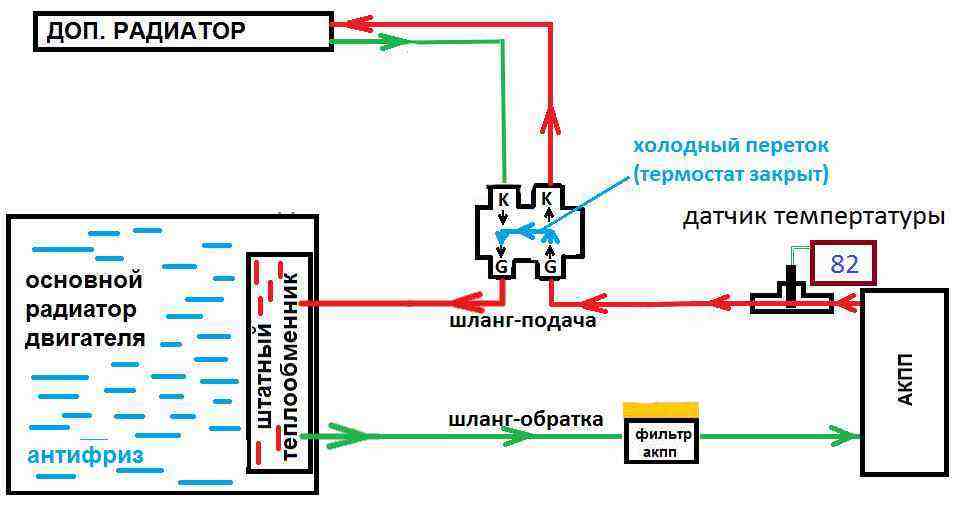 ДОП. РАДИАТОР
холодный переток
(термостат закрыт)
K K
G G
датчик темпертатуры
82
основной
радиатор
двигателя
антифриз
штатный
теплообменник
шланг-подача
шланг-обратка
фильтр
акпп
АКПП